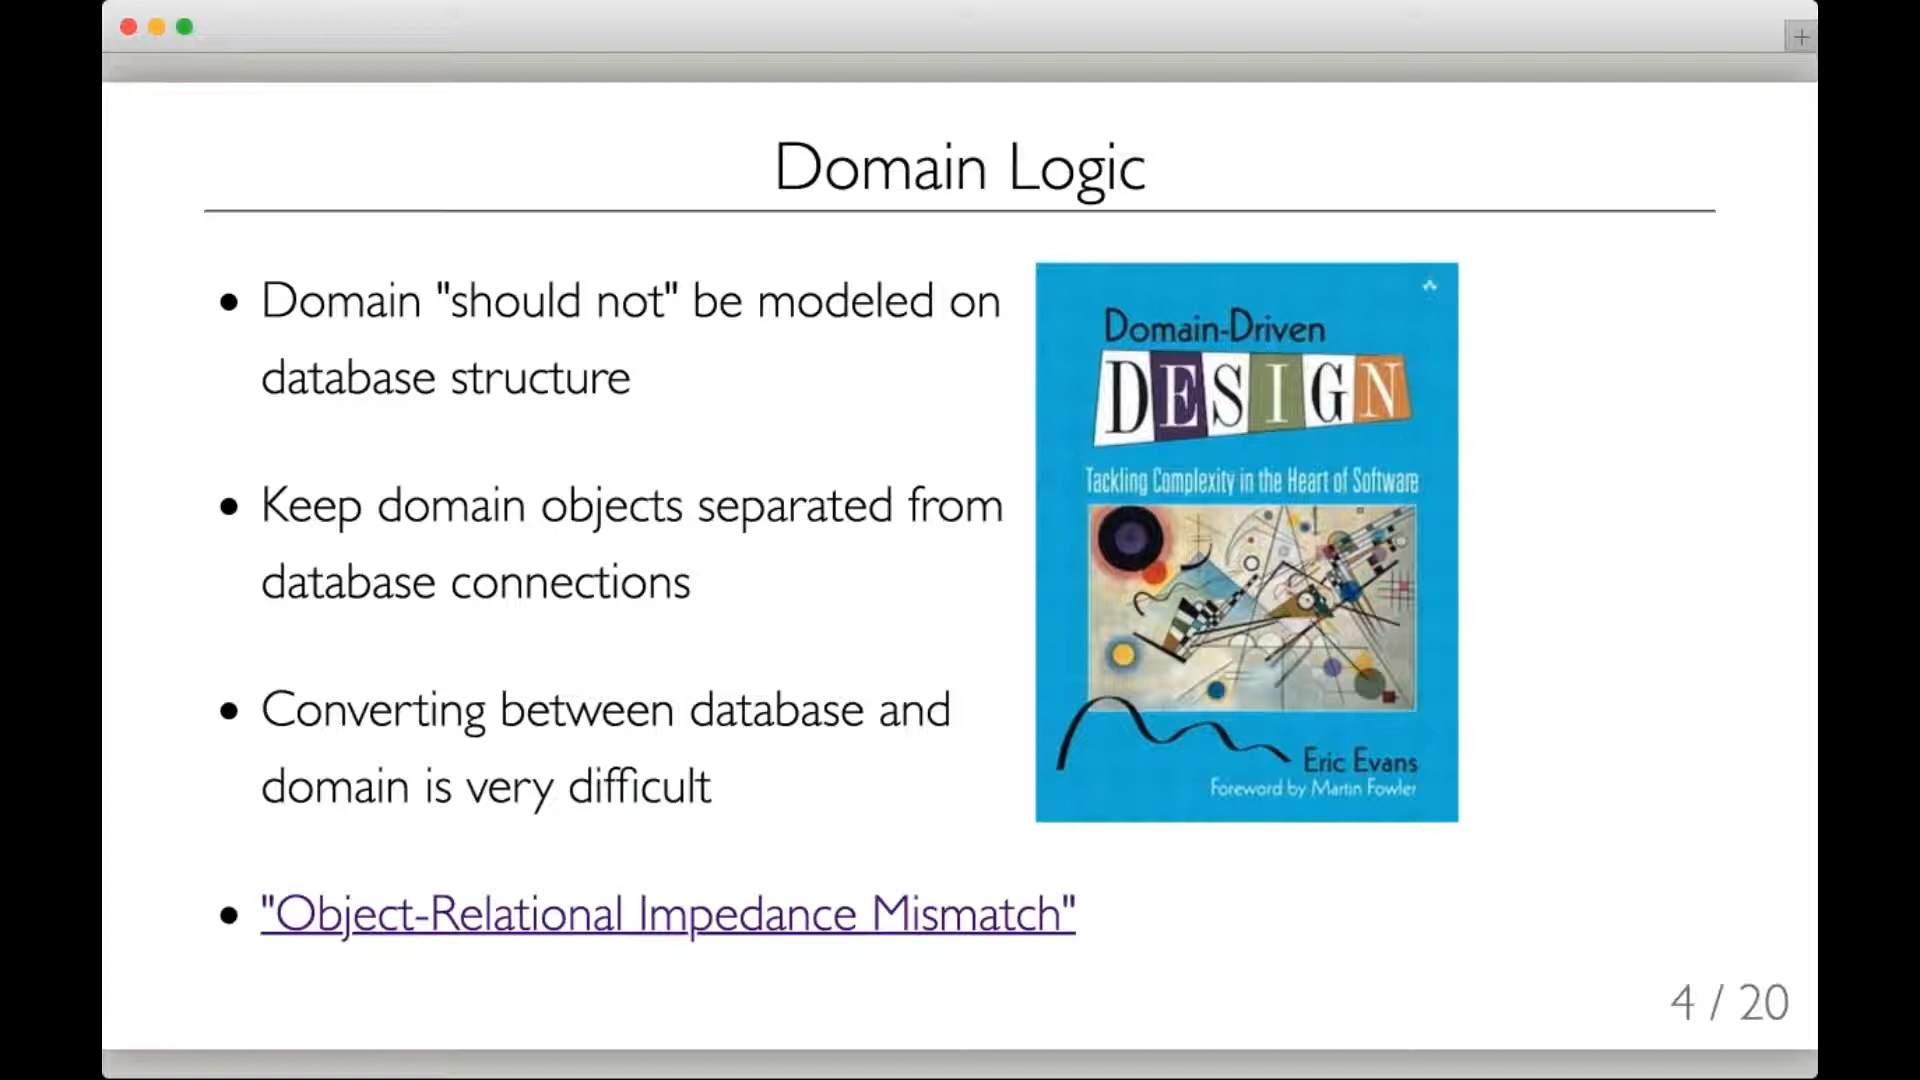 Domain Logic
• Domain "should not" be modeled on
database structure
• Keep domain objects separated from
database connections
• Converting between database and
domain is very difficult
• "Object-Relational Impedance Mismatch"
Domain-Driven
DESIGN
Tackling Complexity in the Heart of Software
Eric Evans
Foreword by Martin Fowler
4 / 20